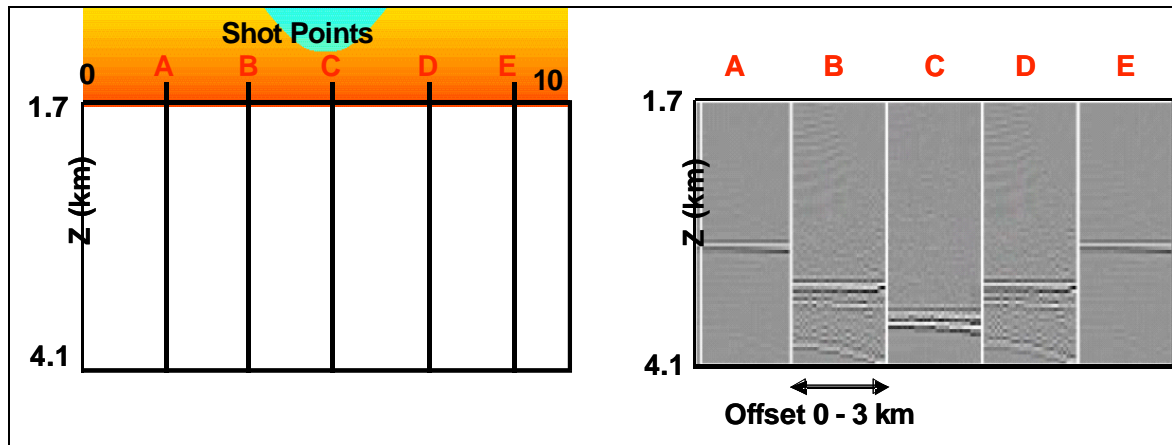 Shot Points
0 A B C D E 10
1.7
Z (km)
4.1
A B C D E
1.7
Z (km)
4.1
Offset 0 - 3 km